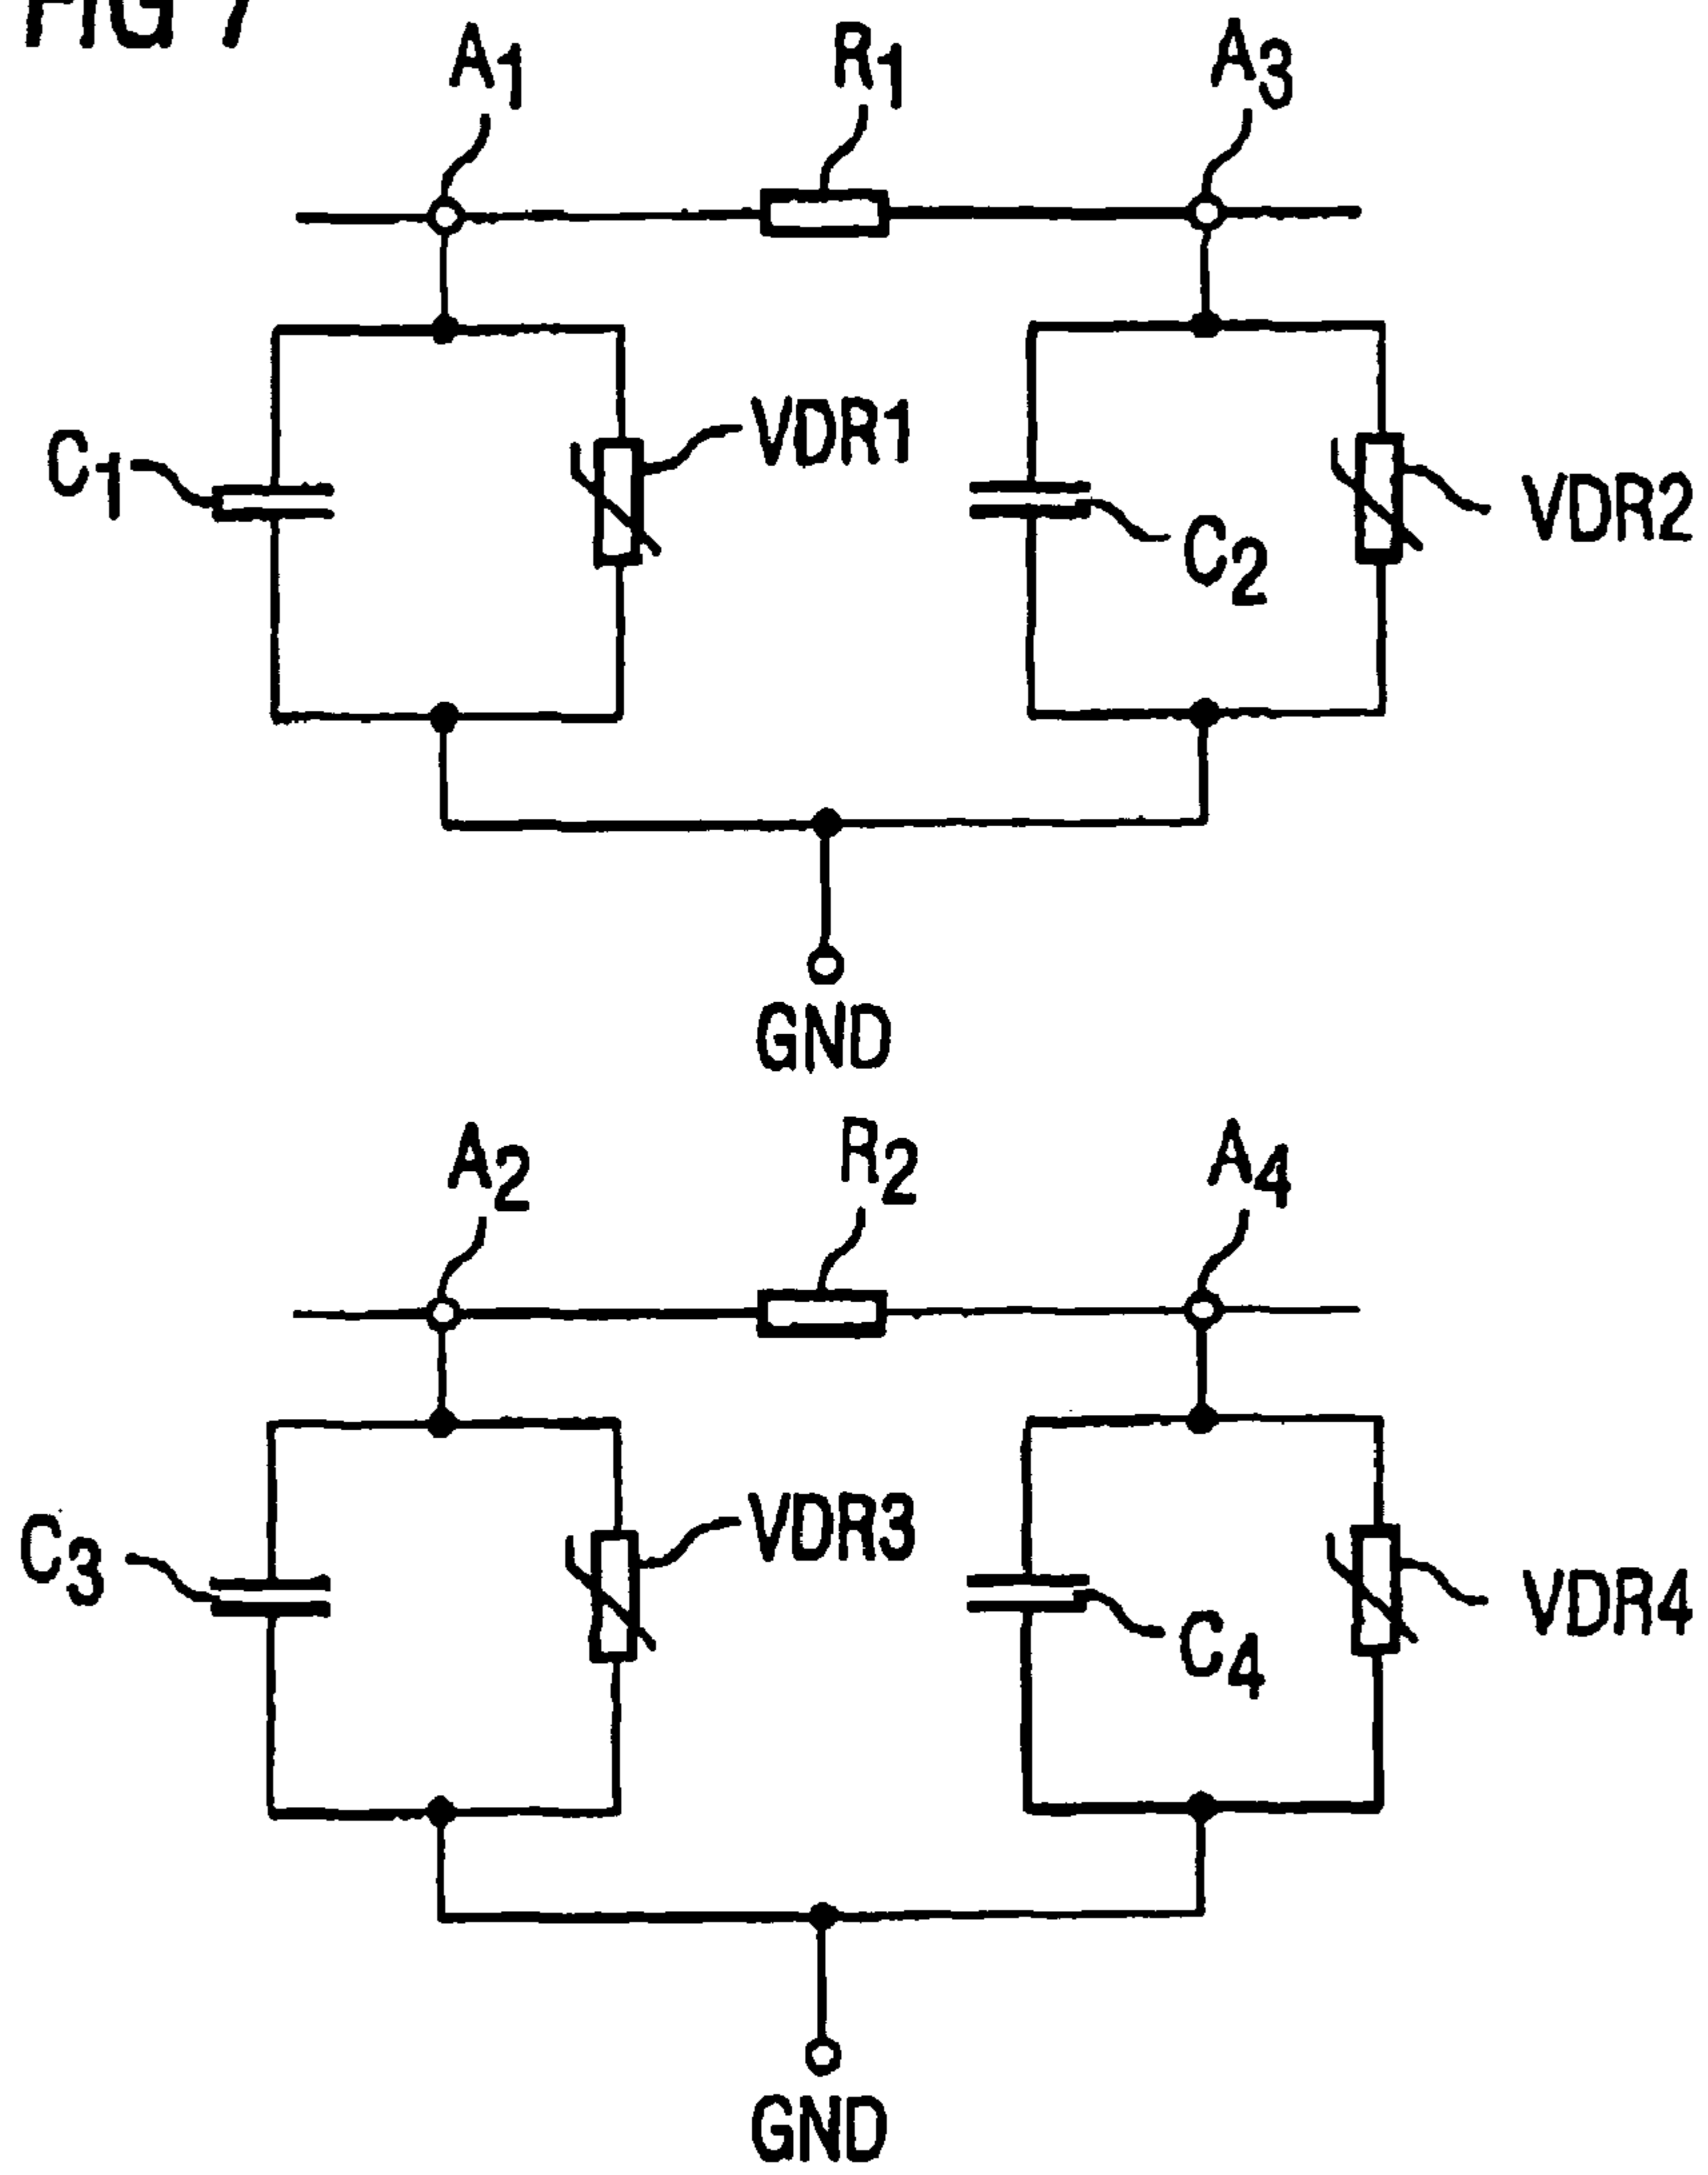 FIG 7
A1 R1 A3
C1 VDR1 C2 VDR2
GND
A2 R2 A4
C3 VDR3 C4 VDR4
GND